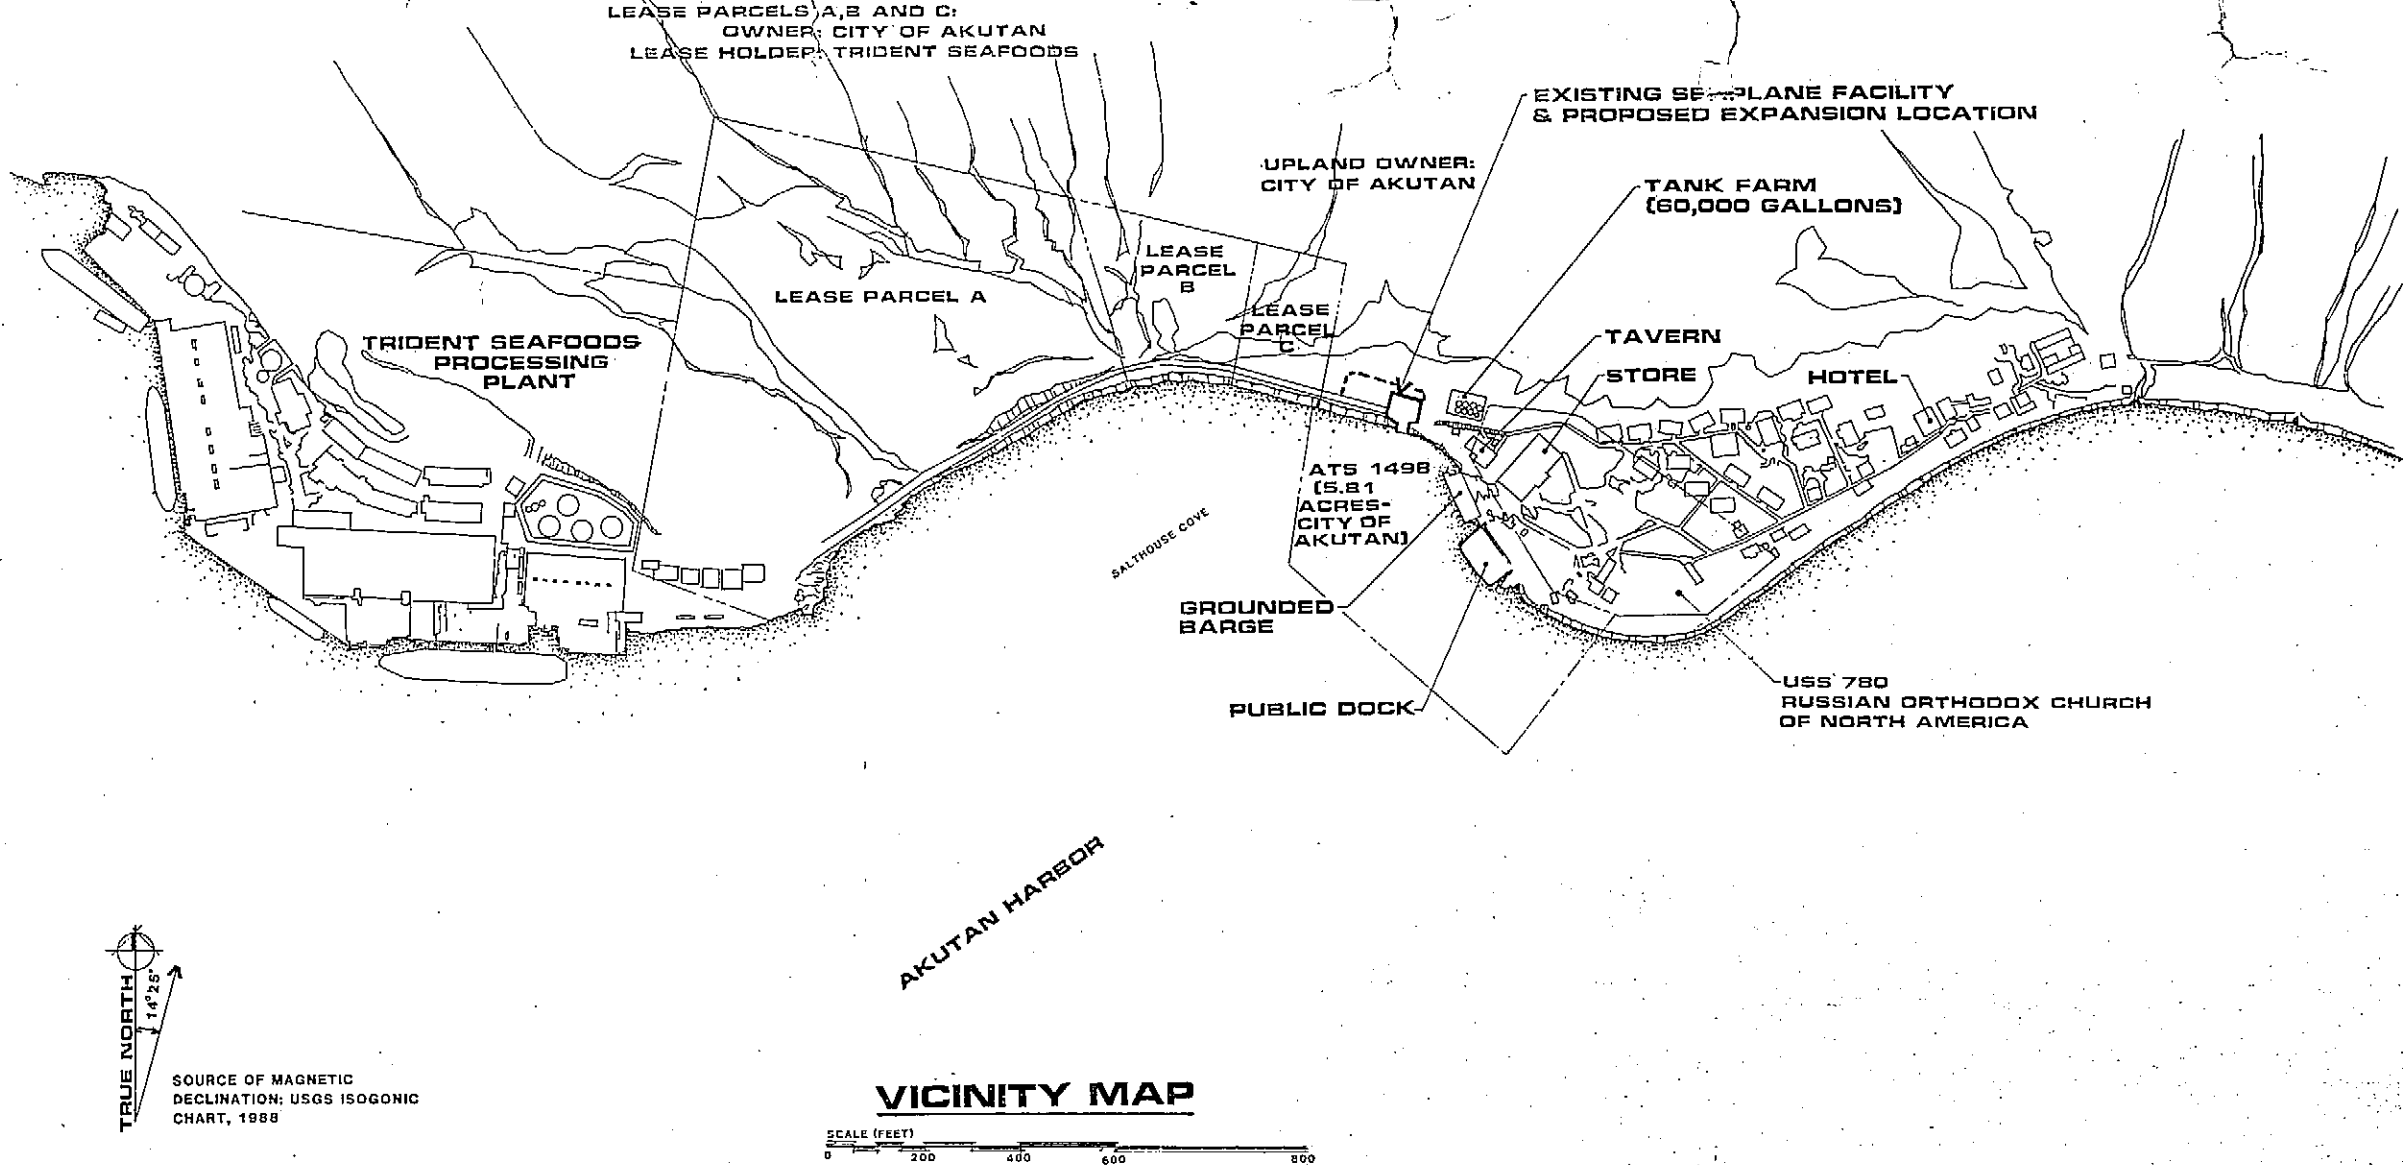 LEASE PARCELS A,B AND C:
OWNER: CITY OF AKUTAN
LEASE HOLDER: TRIDENT SEAFOODS
EXISTING PLANE FACILITY
& PROPOSED EXPANSION LOCATION
UPLAND OWNER:
CITY OF AKUTAN
TANK FARM
(60,000 GALLONS)
LEASE
PARCEL
B
LEASE PARCEL A
LEASE
PARCEL
C
TRIDENT SEAFOODS
PROCESSING
PLANT
TAVERN
STORE
HOTEL
ATS 1498
(5.81
ACRES-
CITY OF
AKUTAN)
SALTHOUSE COVE
GROUNDED
BARGE
PUBLIC DOCK
USS 780
RUSSIAN ORTHODOX CHURCH
OF NORTH AMERICA
AKUTAN HARBOR
TRUE NORTH
14°25'
SOURCE OF MAGNETIC
DECLINATION: USGS ISOGONIC
CHART, 1988
VICINITY MAP
SCALE (FEET)
0 200 400 600 800